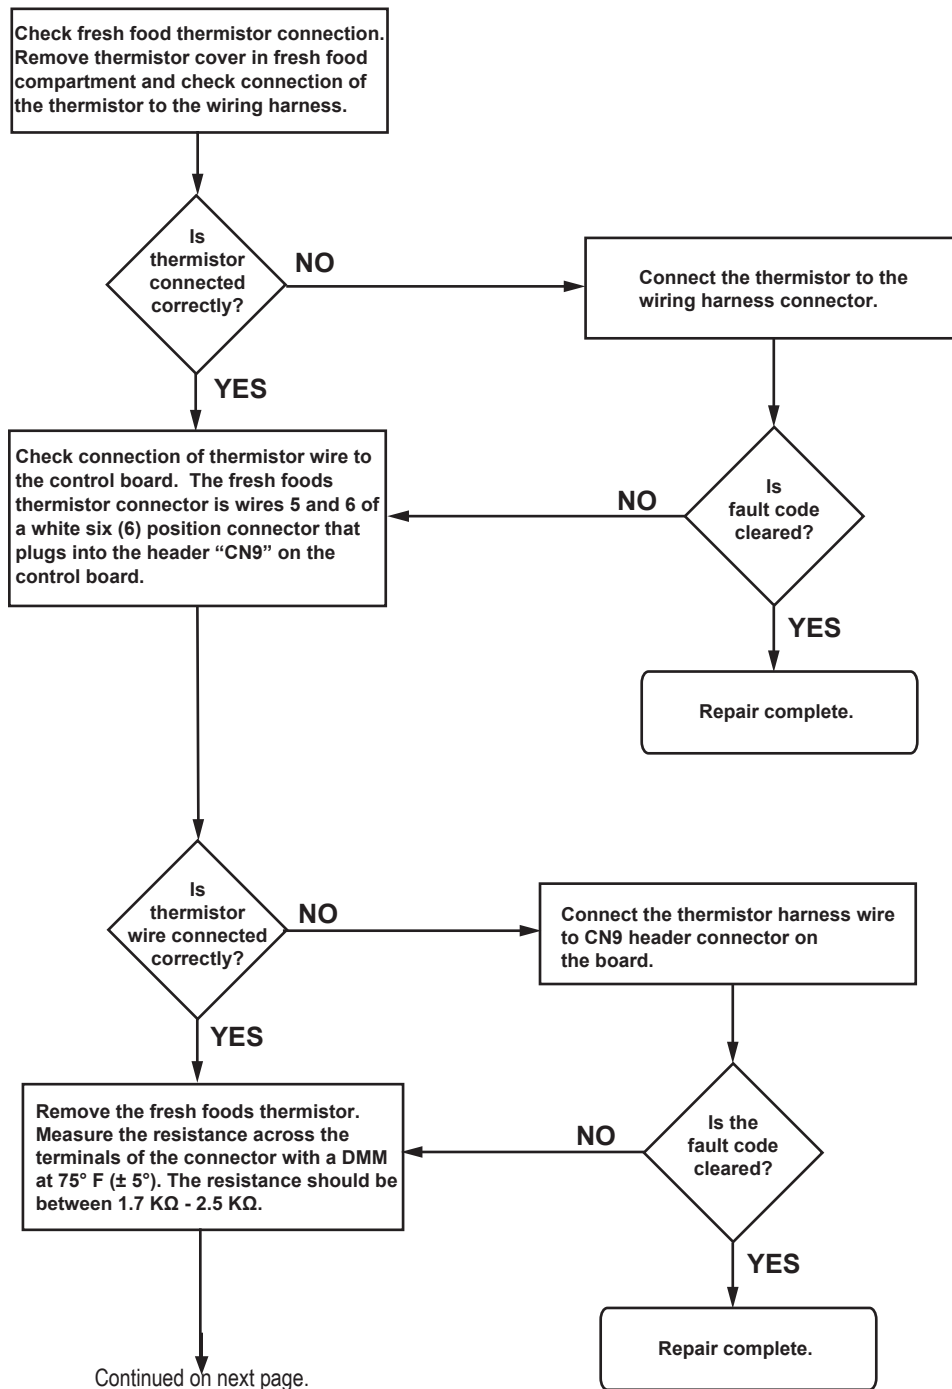 Check fresh food thermistor connection.
Remove thermistor cover in fresh food
compartment and check connection of
the thermistor to the wiring harness.
Is
thermistor
connected
correctly?
NO
Connect the thermistor to the
wiring harness connector.
YES
Check connection of thermistor wire to
the control board.  The fresh foods
thermistor connector is wires 5 and 6 of
a white six (6) position connector that
plugs into the header “CN9” on the
control board.
NO
Is
fault code
cleared?
YES
Repair complete.
Is
thermistor
wire connected
correctly?
NO
Connect the thermistor harness wire
to CN9 header connector on
the board.
YES
Remove the fresh foods thermistor.
Measure the resistance across the
terminals of the connector with a DMM
at 75° F (± 5°). The resistance should be
between 1.7 KΩ - 2.5 KΩ.
NO
Is the
fault code
cleared?
YES
Repair complete.
Continued on next page.